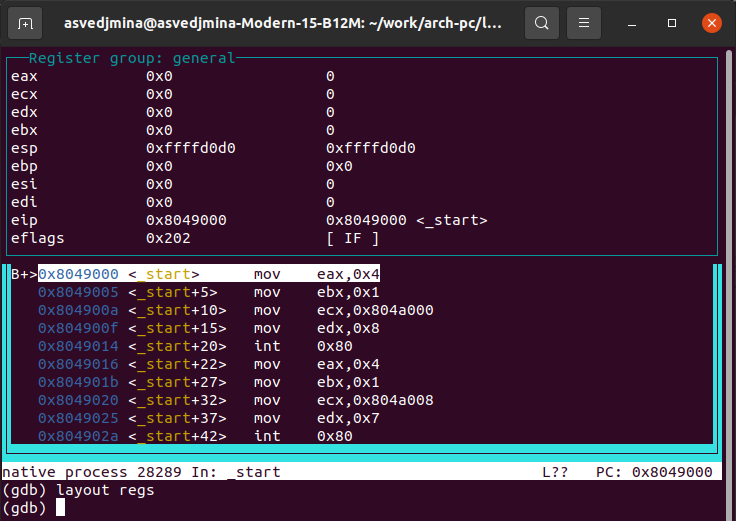 asvedjmina@asvedjmina-Modern-15-B12M: ~/work/arch-pc/l...
Register group: general
eax 0x0 0
ecx 0x0 0
edx 0x0 0
ebx 0x0 0
esp 0xffffd0d0 0xffffd0d0
ebp 0x0 0x0
esi 0x0 0
edi 0x0 0
eip 0x8049000 0x8049000 <_start>
eflags 0x202 [ IF ]
B+>0x8049000 <_start> mov eax,0x4
0x8049005 <_start+5> mov ebx,0x1
0x804900a <_start+10> mov ecx,0x804a000
0x804900f <_start+15> mov edx,0x8
0x8049014 <_start+20> int 0x80
0x8049016 <_start+22> mov eax,0x4
0x804901b <_start+27> mov ebx,0x1
0x8049020 <_start+32> mov ecx,0x804a008
0x8049025 <_start+37> mov edx,0x7
0x804902a <_start+42> int 0x80
native process 28289 In: _start L?? PC: 0x8049000
(gdb) layout regs
(gdb)